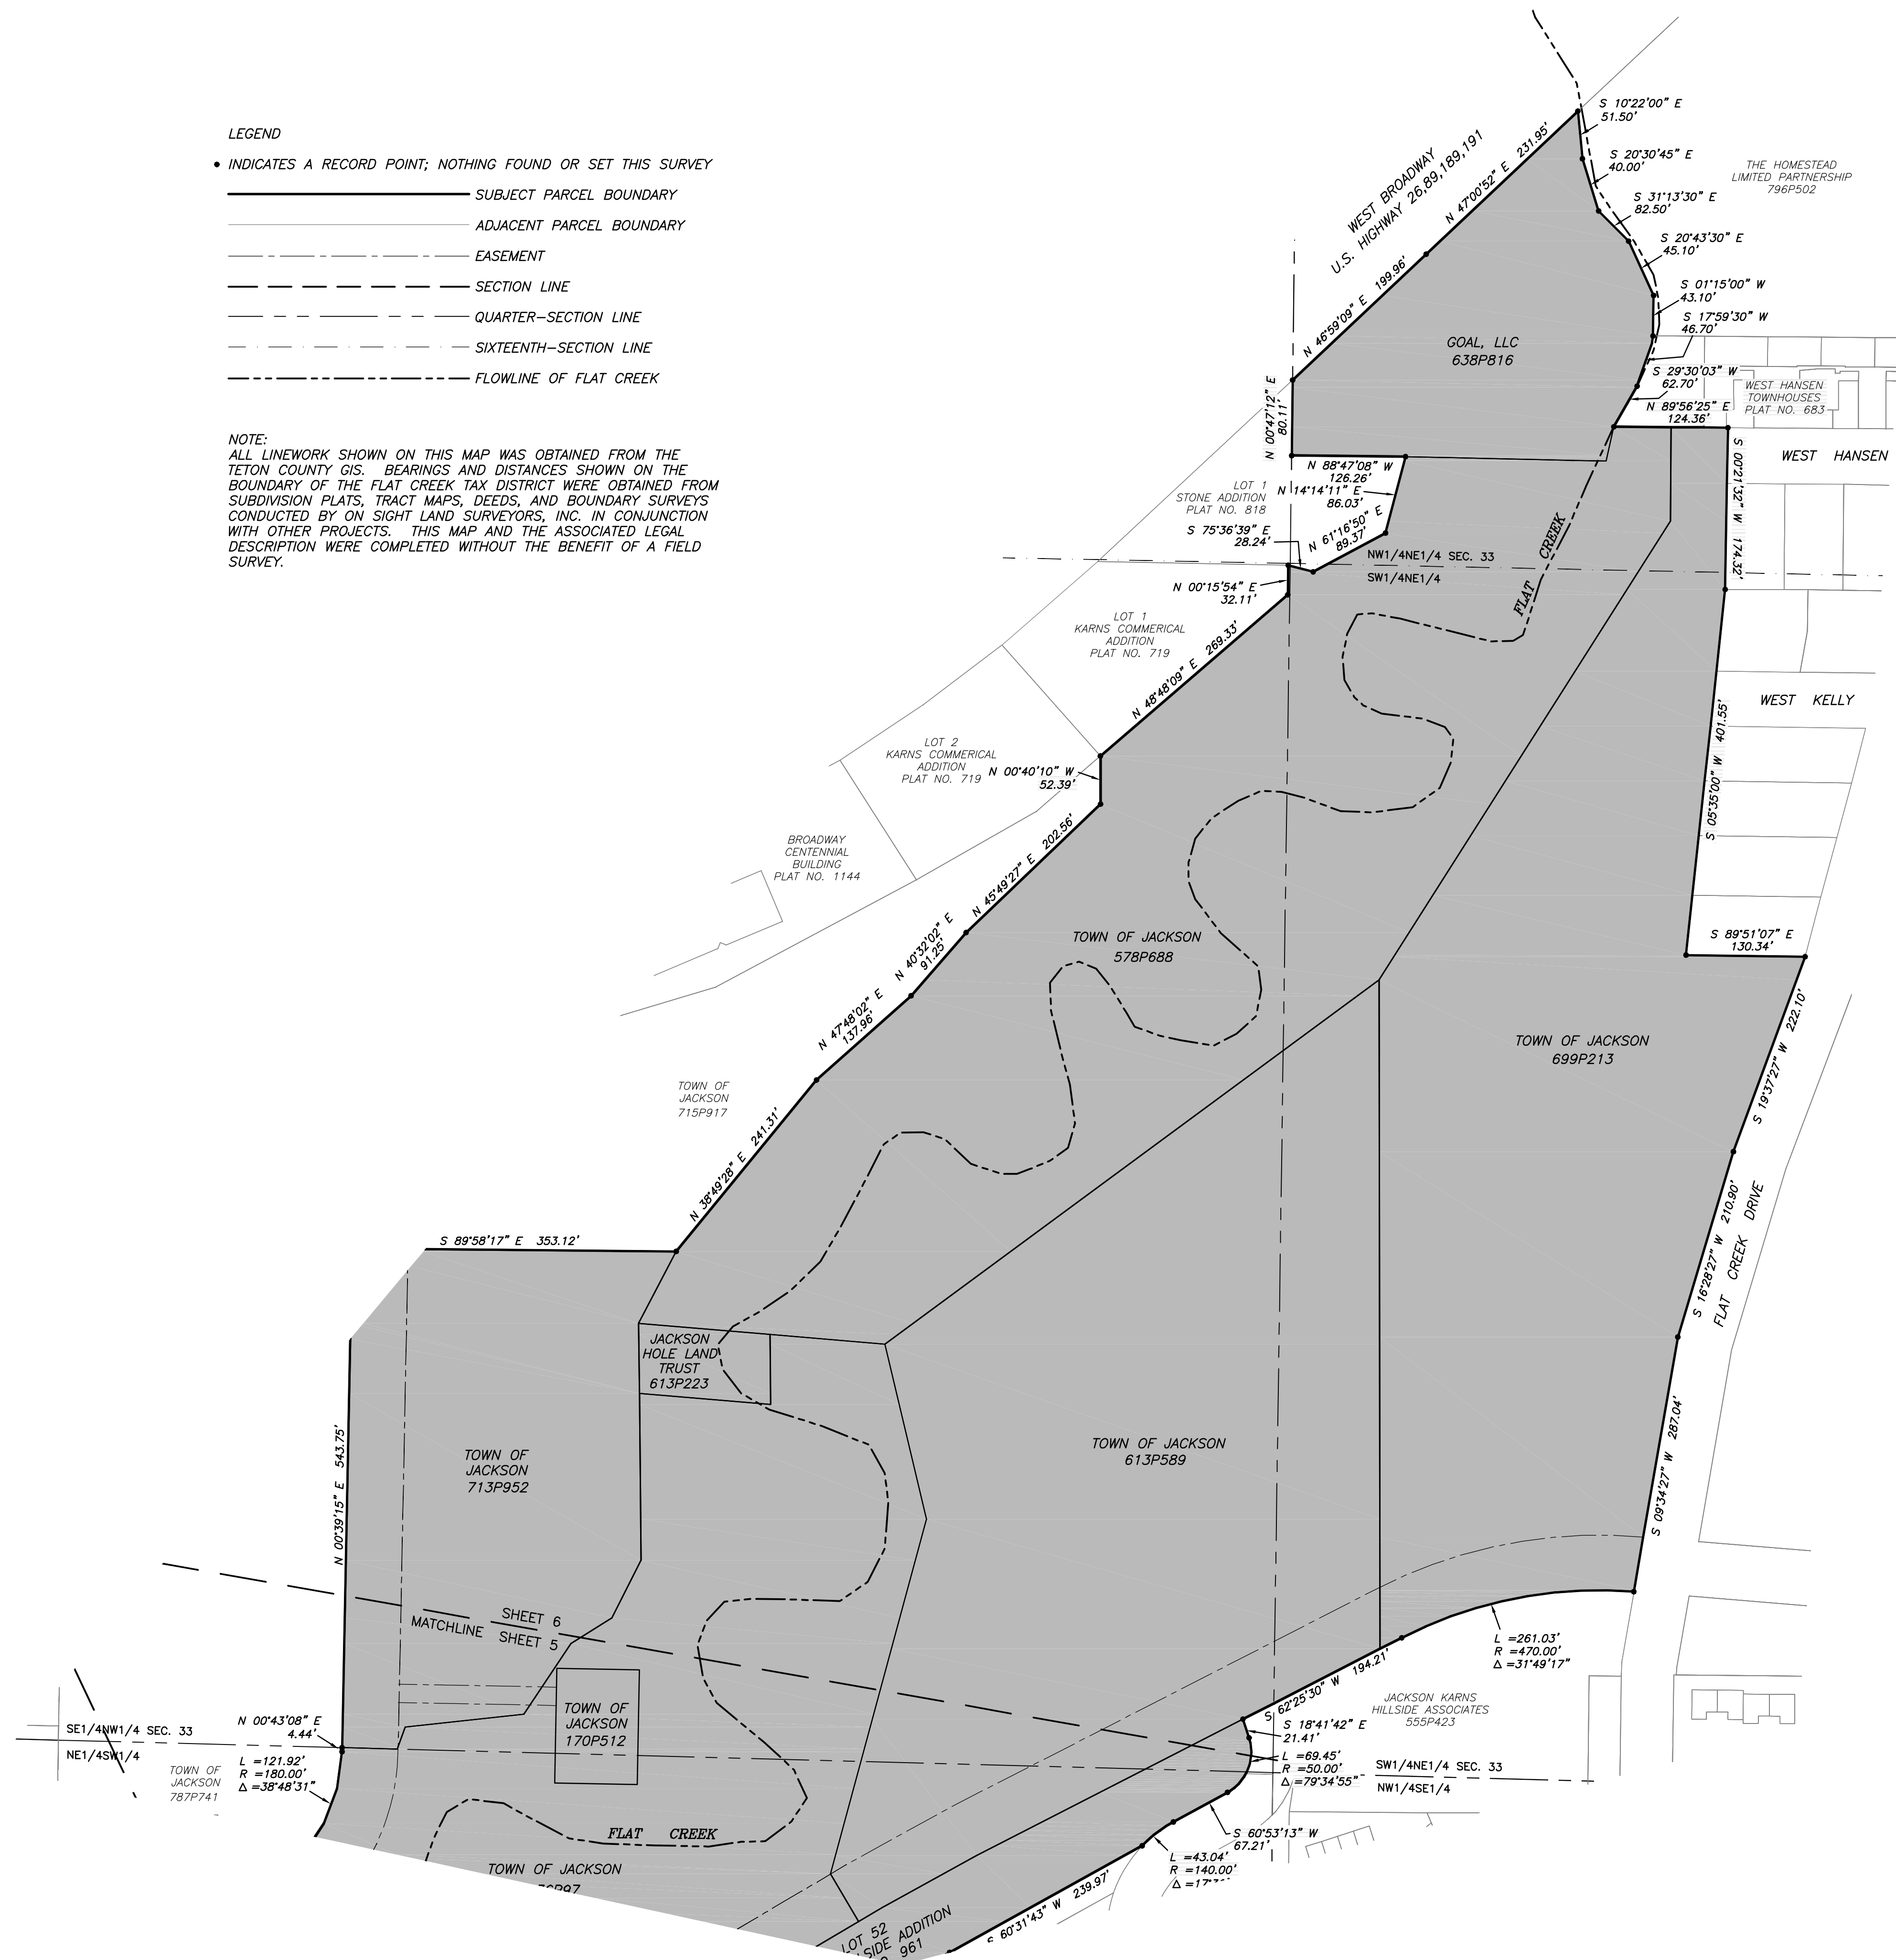 LEGEND
● INDICATES A RECORD POINT; NOTHING FOUND OR SET THIS SURVEY
SUBJECT PARCEL BOUNDARY
ADJACENT PARCEL BOUNDARY
EASEMENT
SECTION LINE
QUARTER-SECTION LINE
SIXTEENTH-SECTION LINE
FLOWLINE OF FLAT CREEK
NOTE:
ALL LINEWORK SHOWN ON THIS MAP WAS OBTAINED FROM THE
TETON COUNTY GIS. BEARINGS AND DISTANCES SHOWN ON THE
BOUNDARY OF THE FLAT CREEK TAX DISTRICT WERE OBTAINED FROM
SUBDIVISION PLATS, TRACT MAPS, DEEDS, AND BOUNDARY SURVEYS
CONDUCTED BY ON SIGHT LAND SURVEYORS, INC. IN CONJUNCTION
WITH OTHER PROJECTS. THIS MAP AND THE ASSOCIATED LEGAL
DESCRIPTION WERE COMPLETED WITHOUT THE BENEFIT OF A FIELD
SURVEY.
S 10°22'00" E
51.50'
S 20°30'45" E
40.00'
S 31°13'30" E
82.50'
S 20°43'30" E
45.10'
S 01°15'00" W
43.10'
S 17°59'30" W
46.70'
S 29°30'03" W
62.70'
N 89°56'25" E
124.36'
THE HOMESTEAD
LIMITED PARTNERSHIP
796P502
WEST BROADWAY
U.S. HIGHWAY 26,89,189,191
N 47°00'52" E 231.95'
N 46°59'09" E 199.96'
N 00°47'12" E
80.11'
GOAL, LLC
638P816
WEST HANSEN
TOWNHOUSES
PLAT NO. 683
WEST HANSEN
S 00°21'32" W 174.32'
N 88°47'08" W
126.26'
N 14°14'11" E
86.03'
N 61°16'50" E
89.37'
LOT 1
STONE ADDITION
PLAT NO. 818
S 75°36'39" E
28.24'
NW1/4NE1/4 SEC. 33
SW1/4NE1/4
FLAT CREEK
N 00°15'54" E
32.11'
LOT 1
KARNS COMMERICAL
ADDITION
PLAT NO. 719
N 48°48'09" E 269.33'
WEST KELLY
S 05°35'00" W 401.55'
LOT 2
KARNS COMMERICAL
ADDITION
PLAT NO. 719
N 00°40'10" W
52.39'
BROADWAY
CENTENNIAL
BUILDING
PLAT NO. 1144
N 45°49'27" E 202.56'
N 40°32'02" E
91.25'
N 47°48'02" E
137.96'
TOWN OF JACKSON
578P688
S 89°51'07" E
130.34'
S 19°37'27" W 222.10'
TOWN OF JACKSON
699P213
TOWN OF
JACKSON
715P917
N 38°49'28" E 241.31'
S 16°28'27" W 210.90'
FLAT CREEK DRIVE
S 89°58'17" E 353.12'
JACKSON
HOLE LAND
TRUST
613P223
N 00°39'15" E 543.75'
TOWN OF
JACKSON
713P952
TOWN OF JACKSON
613P589
S 09°34'27" W 287.04'
SHEET 6
MATCHLINE SHEET 5
L =261.03'
R =470.00'
Δ =31°49'17"
S 62°25'30" W 194.21'
JACKSON KARNS
HILLSIDE ASSOCIATES
555P423
TOWN OF
JACKSON
170P512
N 00°43'08" E
4.44'
SE1/4NW1/4 SEC. 33
NE1/4SW1/4
L =121.92'
R =180.00'
Δ =38°48'31"
TOWN OF
JACKSON
787P741
S 18°41'42" E
21.41'
L =69.45'
R =50.00'
Δ =79°34'55"
SW1/4NE1/4 SEC. 33
NW1/4SE1/4
S 60°53'13" W
67.21'
L =43.04'
R =140.00'
FLAT CREEK
TOWN OF JACKSON
S 60°31'43" W 239.97'
LOT 52
ADDITION
961